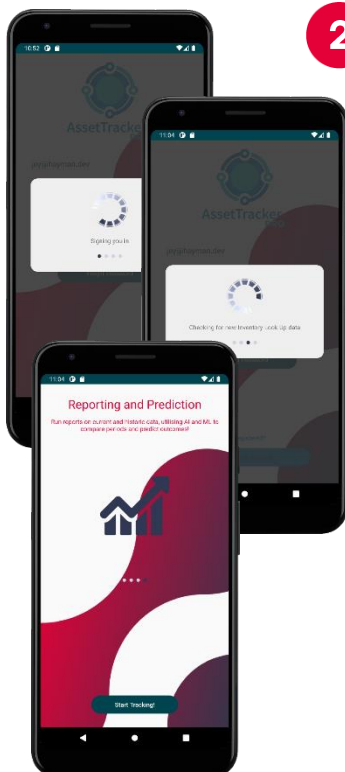 2
10:52
AssetTracker
Signing you in
11:04
AssetTracker
Checking for new Inventory Look up data
11:04
Reporting and Prediction
Run reports on current and historic data, utilising AI and ML to
compare periods and predict outcomes!
Start Tracking!